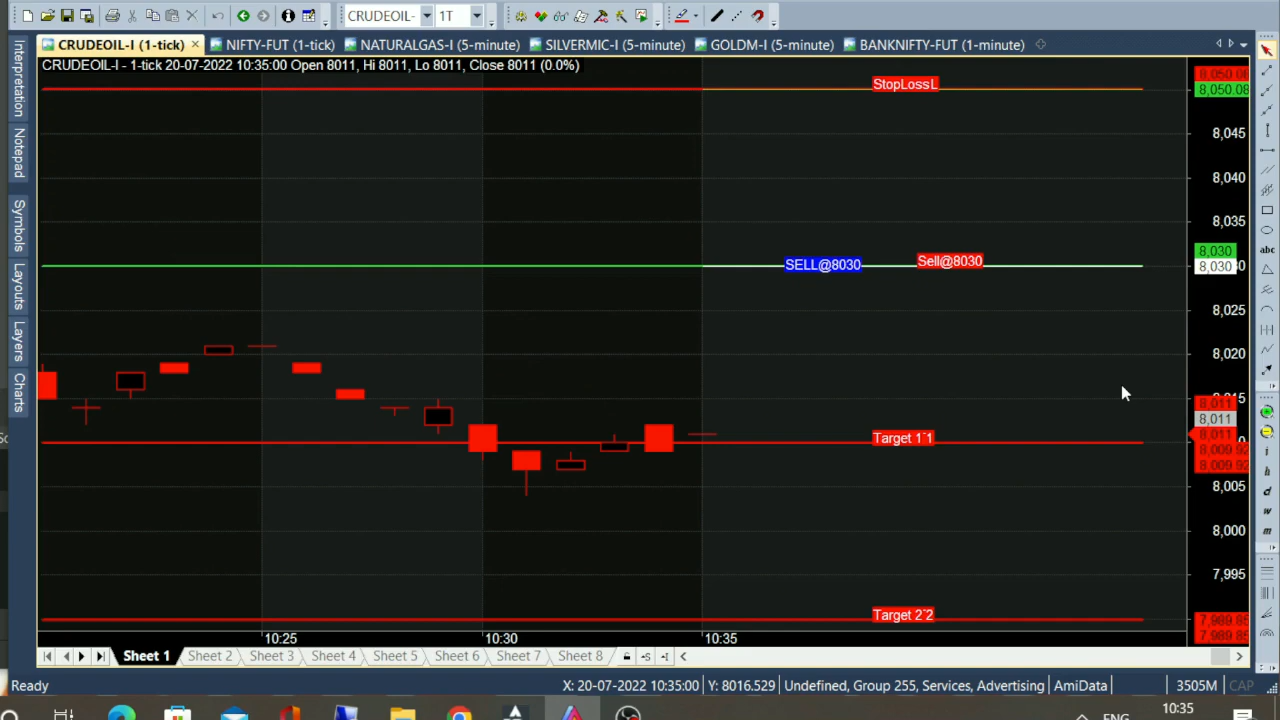 CRUDEOIL- 1T
CRUDEOIL-I (1-tick) × NIFTY-FUT (1-tick) NATURALGAS-I (5-minute) SILVERMIC-I (5-minute) GOLDM-I (5-minute) BANKNIFTY-FUT (1-minute)
CRUDEOIL-I - 1-tick 20-07-2022 10:35:00 Open 8011, Hi 8011, Lo 8011, Close 8011 (0.0%)
Interpretation
Notepad
Symbols
Layouts
Layers
Charts
StopLossL
8,050.08
8,050.08
8,045
8,040
8,035
SELL@8030 Sell@8030
8,030
8,030
8,025
8,020
8,011
8,011
8,011
Target 1
8,009.92
8,009.92
8,005
8,000
7,995
Target 2
7,989.85
7,989.85
10:25 10:30 10:35
abc
i
h
d
w
m
Sheet 1 Sheet 2 Sheet 3 Sheet 4 Sheet 5 Sheet 6 Sheet 7 Sheet 8
Ready X: 20-07-2022 10:35:00 Y: 8016.529 Undefined, Group 255, Services, Advertising AmiData 3505M CAP
ENG 10:35